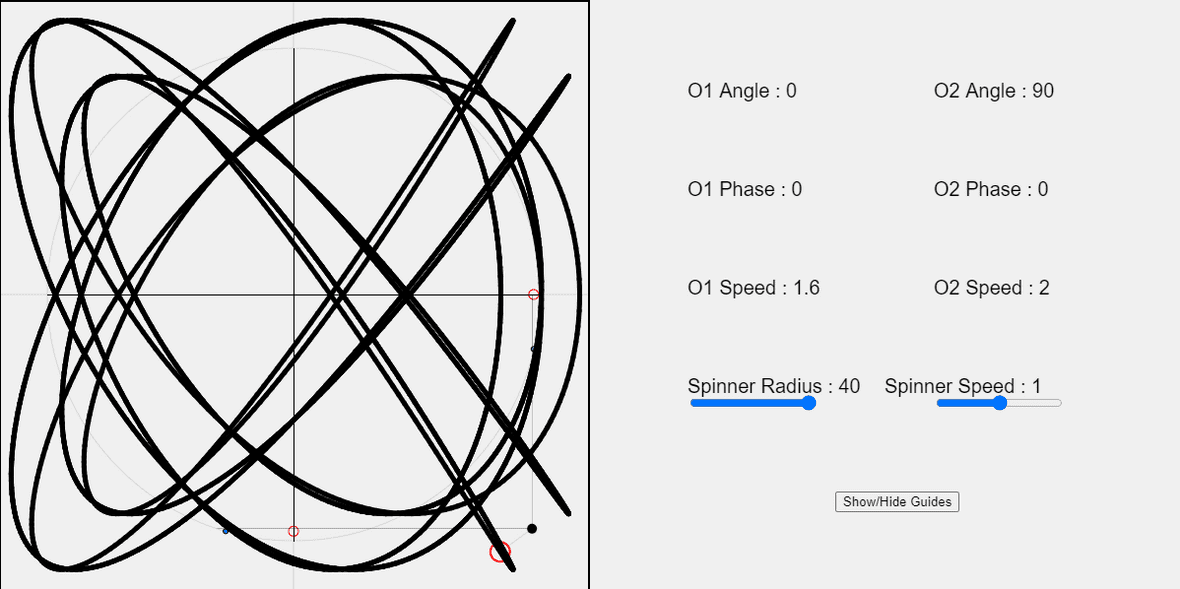 O1 Angle : 0 O2 Angle : 90
O1 Phase : 0 O2 Phase : 0
O1 Speed : 1.6 O2 Speed : 2
Spinner Radius : 40 Spinner Speed : 1
Show/Hide Guides